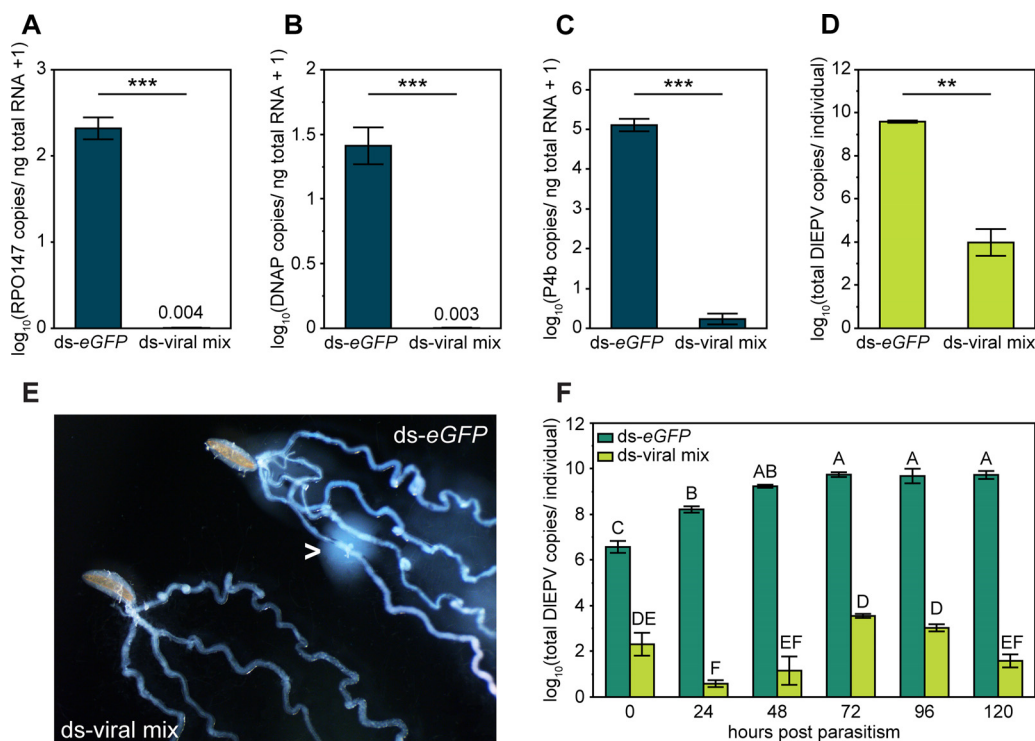 A
log10(RPO147 copies/ ng total RNA +1)
3
2
1
0
***
0.004
ds-eGFP ds-viral mix
B
log10(DNAP copies/ ng total RNA +1)
2
1.5
1
0.5
0
***
0.003
ds-eGFP ds-viral mix
C
log10(P4b copies/ ng total RNA + 1)
6
5
4
3
2
1
0
***
ds-eGFP ds-viral mix
D
log10(total DlEPV copies/ individual)
12
10
8
6
4
2
0
**
ds-eGFP ds-viral mix
E
ds-eGFP
>
ds-viral mix
F
log10(total DlEPV copies/ individual)
12
10
8
6
4
2
0
ds-eGFP
ds-viral mix
C DE
B F
AB EF
A D
A D
A EF
0 24 48 72 96 120
hours post parasitism